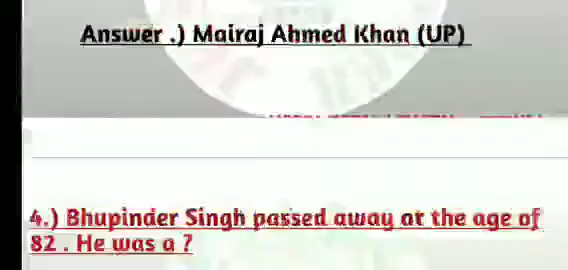 Answer .) Mairaj Ahmed Khan (UP)
4.) Bhupinder Singh passed away at the age of
82 . He was a ?